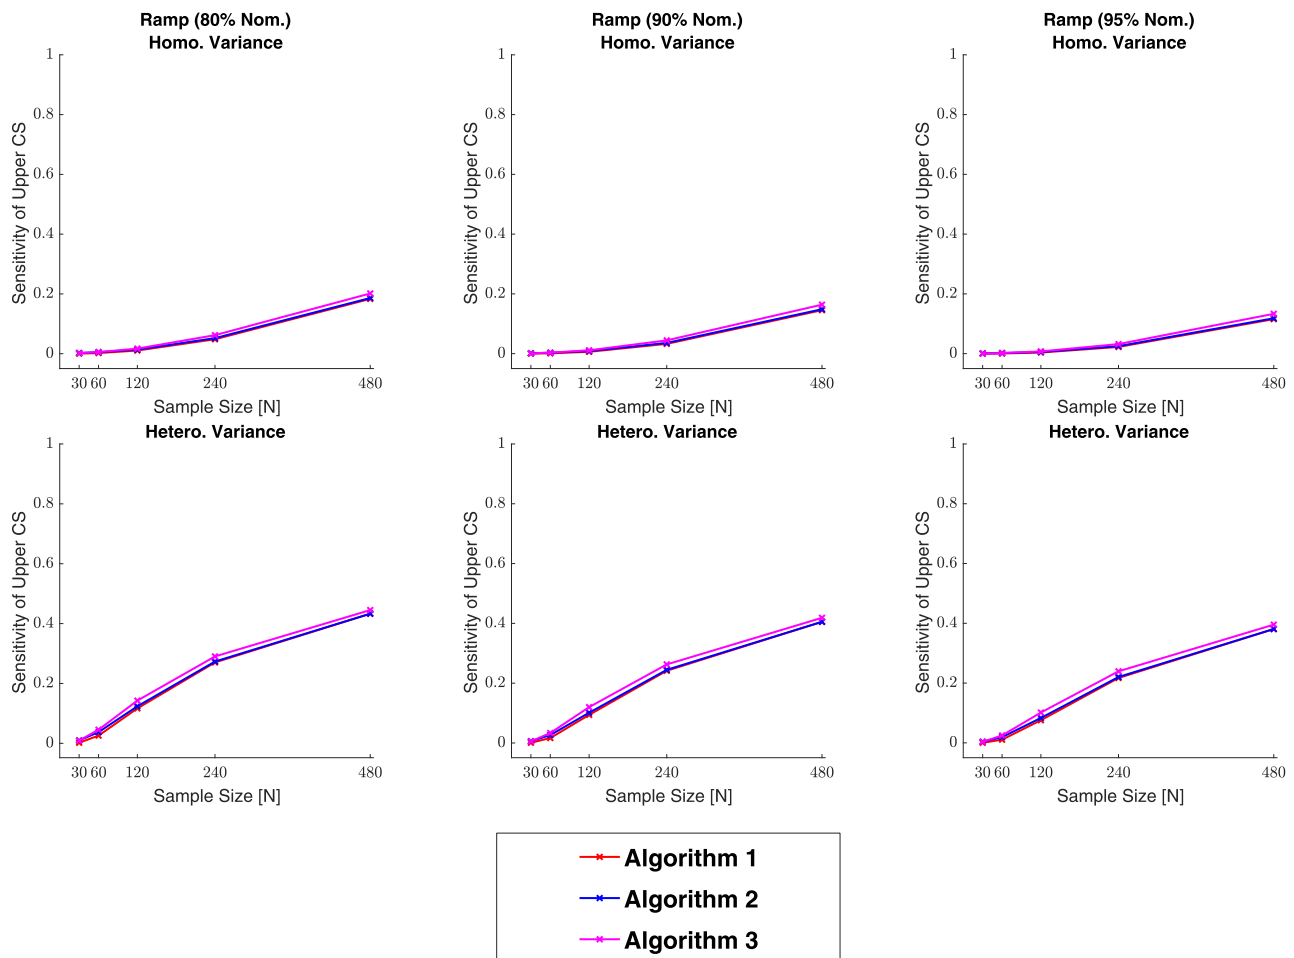 Ramp (80% Nom.)
Homo. Variance
1
0.8
0.6
0.4
0.2
0
Sensitivity of Upper CS
30 60 120 240 480
Sample Size [N]
Ramp (90% Nom.)
Homo. Variance
1
0.8
0.6
0.4
0.2
0
Sensitivity of Upper CS
30 60 120 240 480
Sample Size [N]
Ramp (95% Nom.)
Homo. Variance
1
0.8
0.6
0.4
0.2
0
Sensitivity of Upper CS
30 60 120 240 480
Sample Size [N]
Hetero. Variance
1
0.8
0.6
0.4
0.2
0
Sensitivity of Upper CS
30 60 120 240 480
Sample Size [N]
Hetero. Variance
1
0.8
0.6
0.4
0.2
0
Sensitivity of Upper CS
30 60 120 240 480
Sample Size [N]
Hetero. Variance
1
0.8
0.6
0.4
0.2
0
Sensitivity of Upper CS
30 60 120 240 480
Sample Size [N]
Algorithm 1
Algorithm 2
Algorithm 3